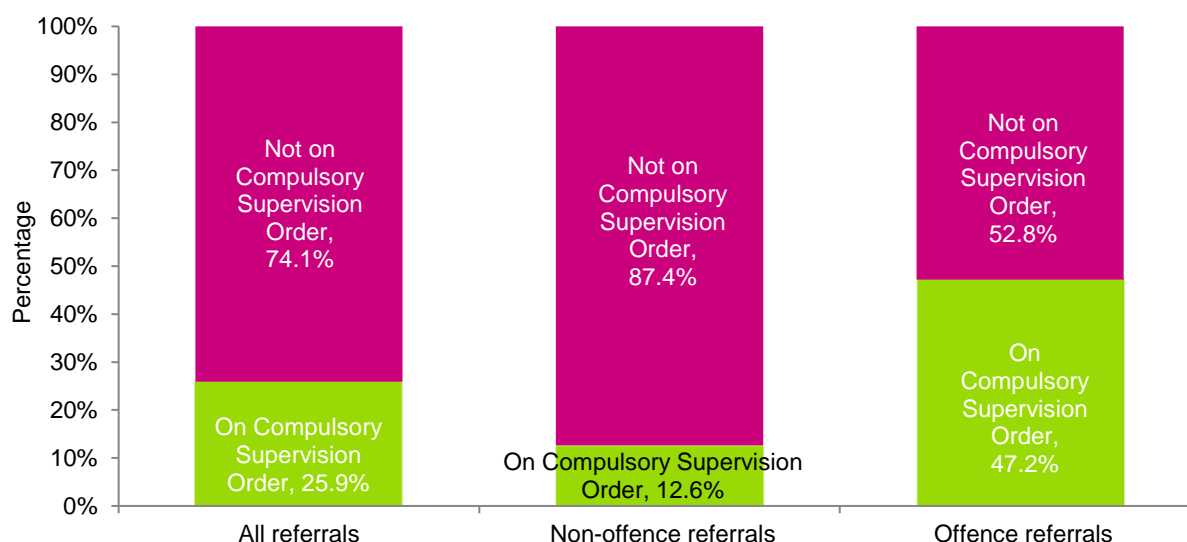 100%
90%
80%
70%
60%
50%
40%
30%
20%
10%
0%
Percentage
Not on
Compulsory
Supervision
Order,
74.1%
On Compulsory
Supervision
Order, 25.9%
Not on
Compulsory
Supervision
Order,
87.4%
On Compulsory Supervision
Order, 12.6%
Not on
Compulsory
Supervision
Order,
52.8%
On
Compulsory
Supervision
Order,
47.2%
All referrals
Non-offence referrals
Offence referrals